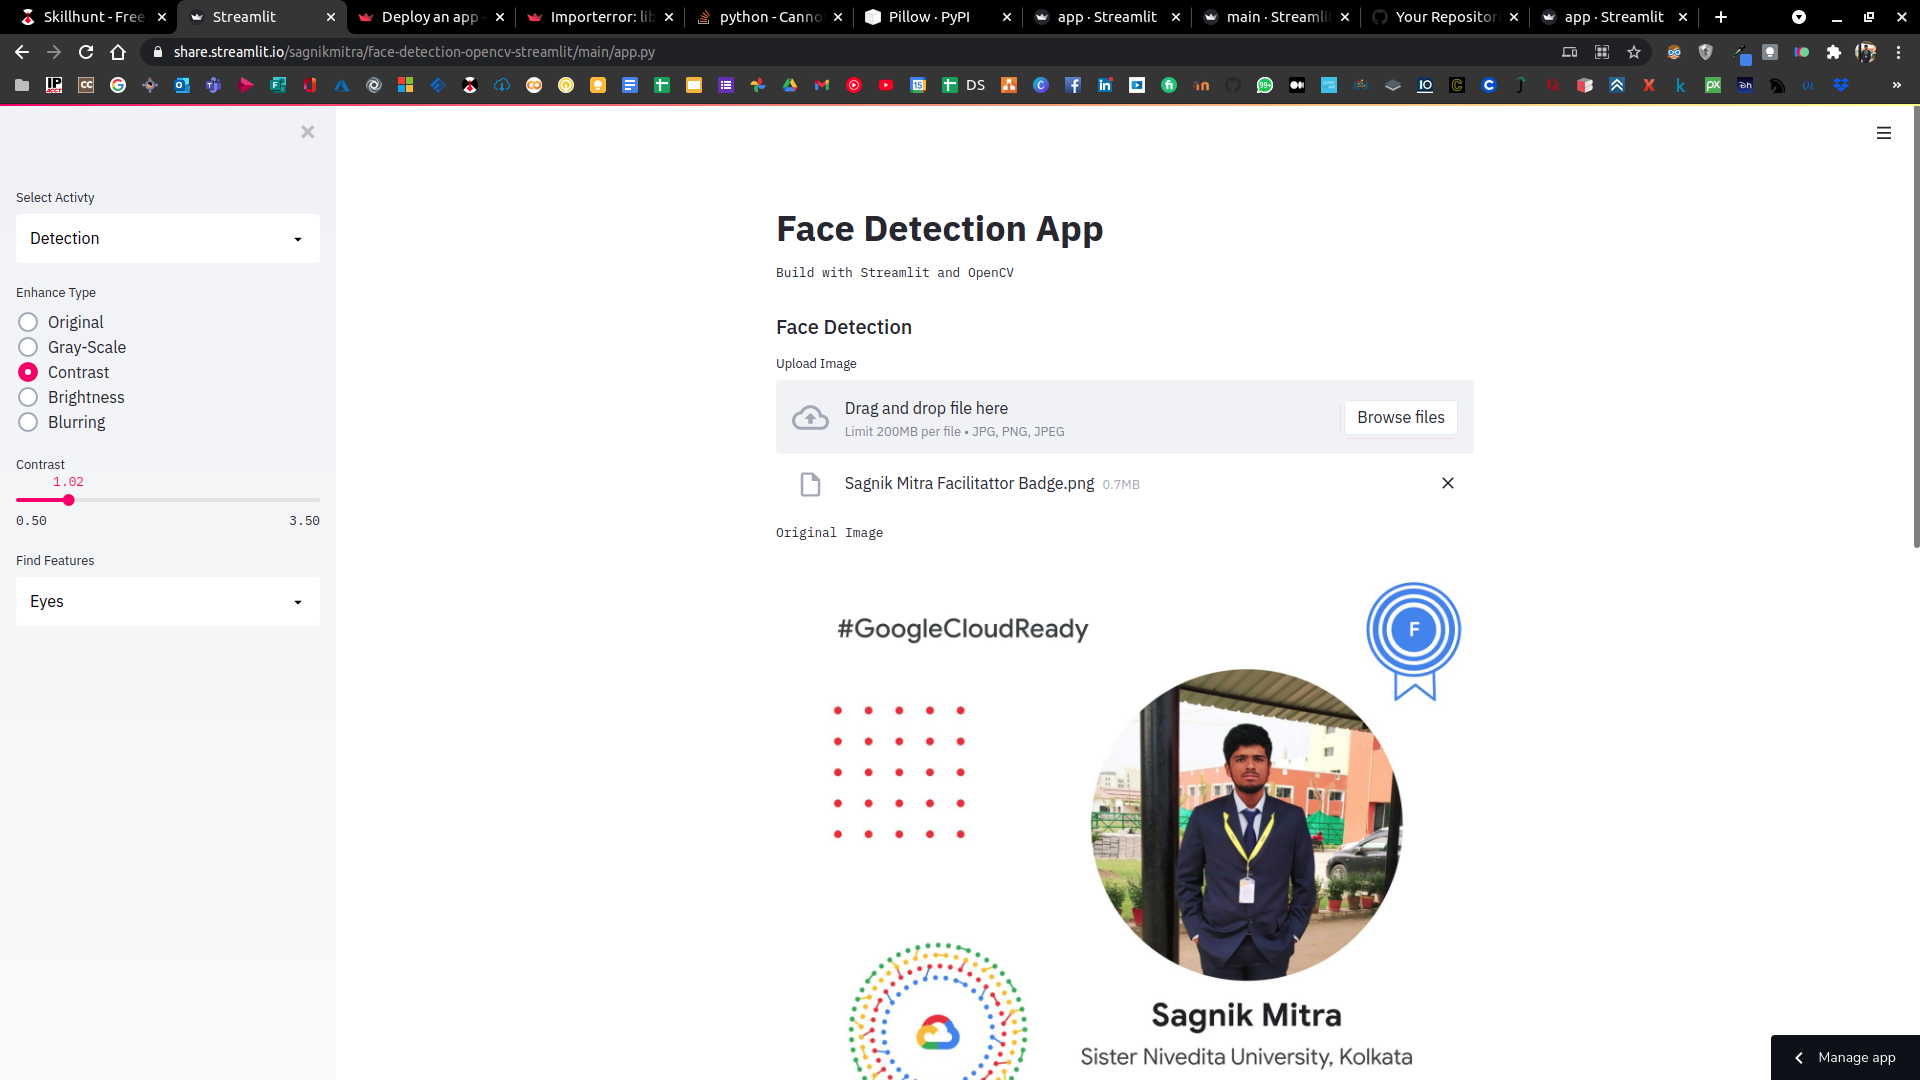 Skillhunt - Free
Streamlit
Deploy an app -
Importerror: lib
python - Canno
Pillow · PyPI
app · Streamlit
main · Streamlit
Your Repositor
app · Streamlit
share.streamlit.io/sagnikmitra/face-detection-opencv-streamlit/main/app.py
DS
Select Activty
Detection
Enhance Type
Original
Gray-Scale
Contrast
Brightness
Blurring
Contrast
1.02
0.50 3.50
Find Features
Eyes
Face Detection App
Build with Streamlit and OpenCV
Face Detection
Upload Image
Drag and drop file here
Limit 200MB per file • JPG, PNG, JPEG
Browse files
Sagnik Mitra Facilitattor Badge.png 0.7MB
Original Image
#GoogleCloudReady
F
Sagnik Mitra
Sister Nivedita University, Kolkata
Manage app